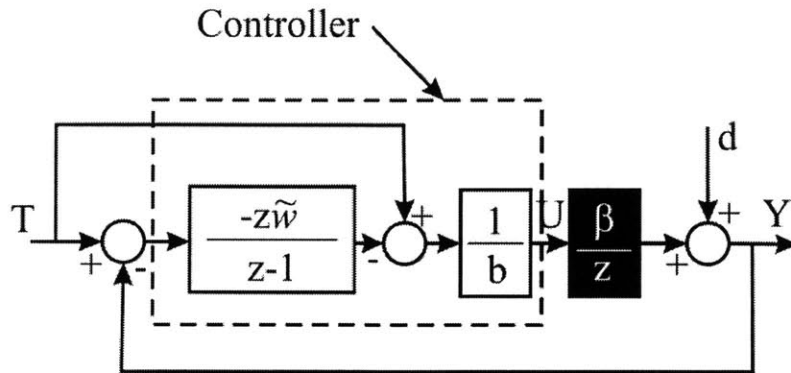 Controller
d
T
+
-
-zw̃
z-1
-
+
1
b
U
β
z
+
+
Y